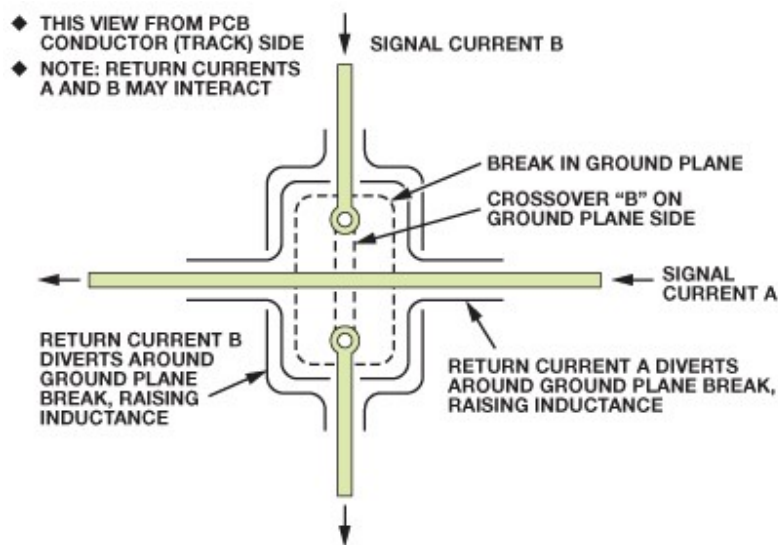 ◆ THIS VIEW FROM PCB
CONDUCTOR (TRACK) SIDE
◆ NOTE: RETURN CURRENTS
A AND B MAY INTERACT
SIGNAL CURRENT B
BREAK IN GROUND PLANE
CROSSOVER “B” ON
GROUND PLANE SIDE
SIGNAL
CURRENT A
RETURN CURRENT B
DIVERTS AROUND
GROUND PLANE
BREAK, RAISING
INDUCTANCE
RETURN CURRENT A DIVERTS
AROUND GROUND PLANE BREAK,
RAISING INDUCTANCE